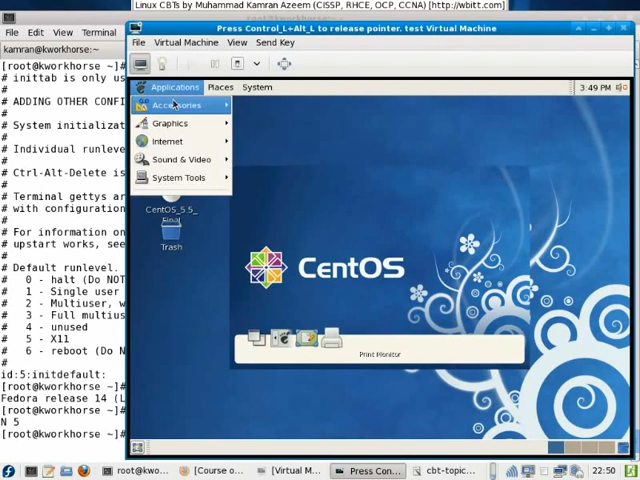 Linux CBTs by Muhammad Kamran Azeem (CISSP, RHCE, OCP, CCNA) [http://wbitt.com]
Press Control_L+Alt_L to release pointer. test Virtual Machine
File Edit View Terminal
File Virtual Machine View Send Key
kamran@kworkhorse:~
Applications Places System
3:49 PM
Accessories
Graphics
Internet
Sound & Video
System Tools
CentOS_5.5_
Final
Trash
CentOS
Print Monitor
[root@kworkhorse ~]#
# inittab is only us
#
# ADDING OTHER CONFI
#
# System initializat
#
# Individual runleve
#
# Ctrl-Alt-Delete is
#
# Terminal gettys ar
# with configuration
#
# For information on
# upstart works, see
#
# Default runlevel.
# 0 - halt (Do NOT
# 1 - Single user
# 2 - Multiuser, w
# 3 - Full multius
# 4 - unused
# 5 - X11
# 6 - reboot (Do N
#
id:5:initdefault:
[root@kworkhorse ~]#
Fedora release 14 (L
[root@kworkhorse ~]#
N 5
[root@kworkhorse ~]#
root@kwo...
[Course o...
[Virtual M...
Press Con...
cbt-topic...
22:50